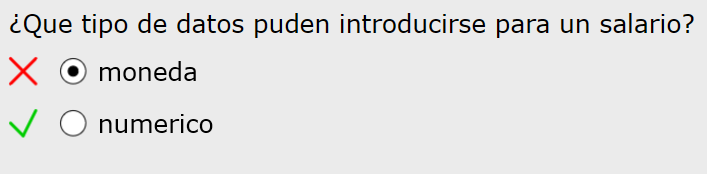 ¿Que tipo de datos puden introducirse para un salario?
moneda
numerico